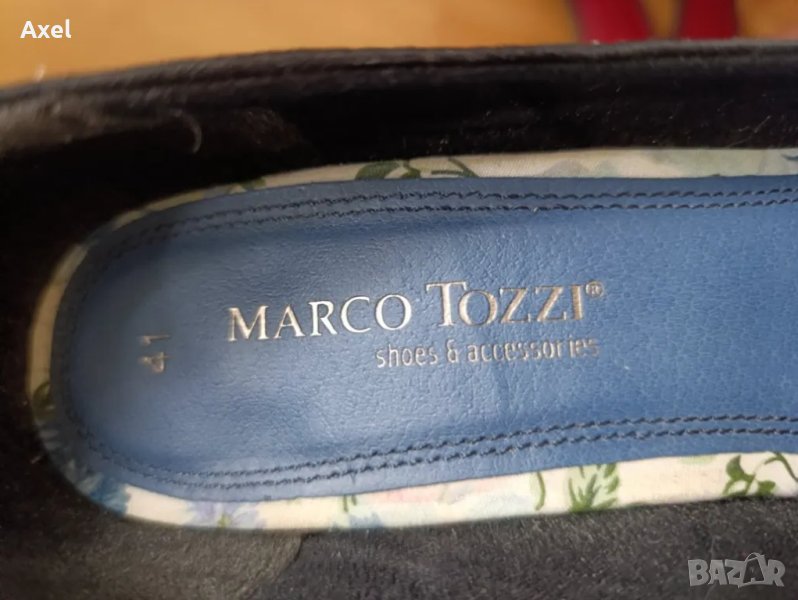 Axel
MARCO TOZZI®
shoes & accessories
41
BAZAR